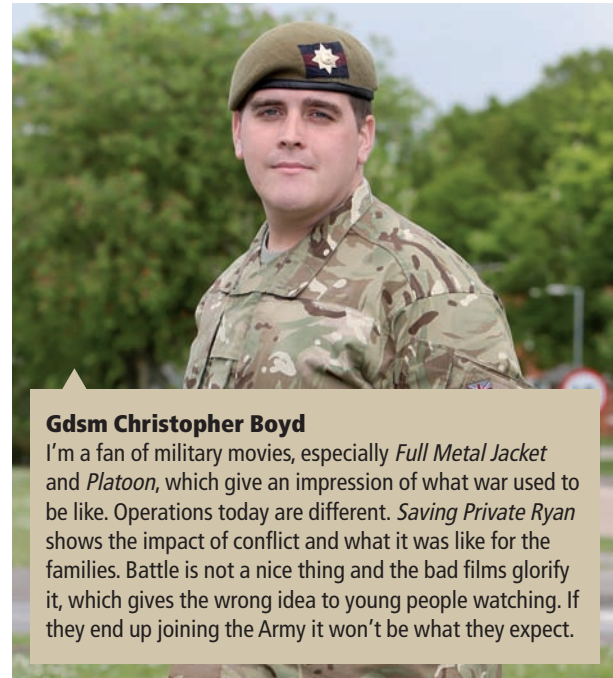 Gdsm Christopher Boyd
I’m a fan of military movies, especially Full Metal Jacket
and Platoon, which give an impression of what war used to
be like. Operations today are different. Saving Private Ryan
shows the impact of conflict and what it was like for the
families. Battle is not a nice thing and the bad films glorify
it, which gives the wrong idea to young people watching. If
they end up joining the Army it won’t be what they expect.